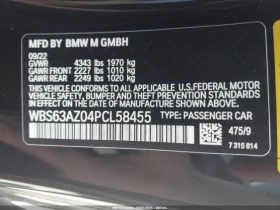 MFD BY BMW M GMBH
09/22
GVWR 4343 lbs 1970 kg
GAWR FRONT 2227 lbs 1010 kg
GAWR REAR 2249 lbs 1020 kg
THIS VEHICLE CONFORMS TO ALL APPLICABLE
U.S. FEDERAL MOTOR VEHICLE SAFETY, BUMPER,
AND THEFT PREVENTION STANDARDS IN EFFECT
ON THE DATE OF MANUFACTURE SHOWN ABOVE.
WBS63AZ04PCL58455 TYPE: PASSENGER CAR
475/9
7 315 814